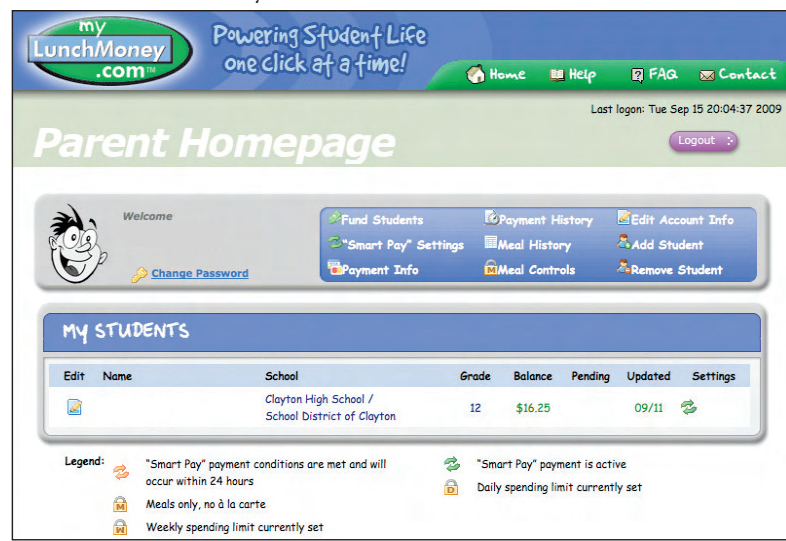 my
LunchMoney
.com™
Powering Student Life
one click at a time!
Home Help FAQ Contact
Last logon: Tue Sep 15 20:04:37 2009
Parent Homepage
Logout
Welcome
Change Password
Fund Students Payment History Edit Account Info
"Smart Pay" Settings Meal History Add Student
Payment Info Meal Controls Remove Student
MY STUDENTS
Edit Name School Grade Balance Pending Updated Settings
Clayton High School /
School District of Clayton
12 $16.25 09/11
Legend:
"Smart Pay" payment conditions are met and will
occur within 24 hours
M Meals only, no à la carte
W Weekly spending limit currently set
"Smart Pay" payment is active
D Daily spending limit currently set